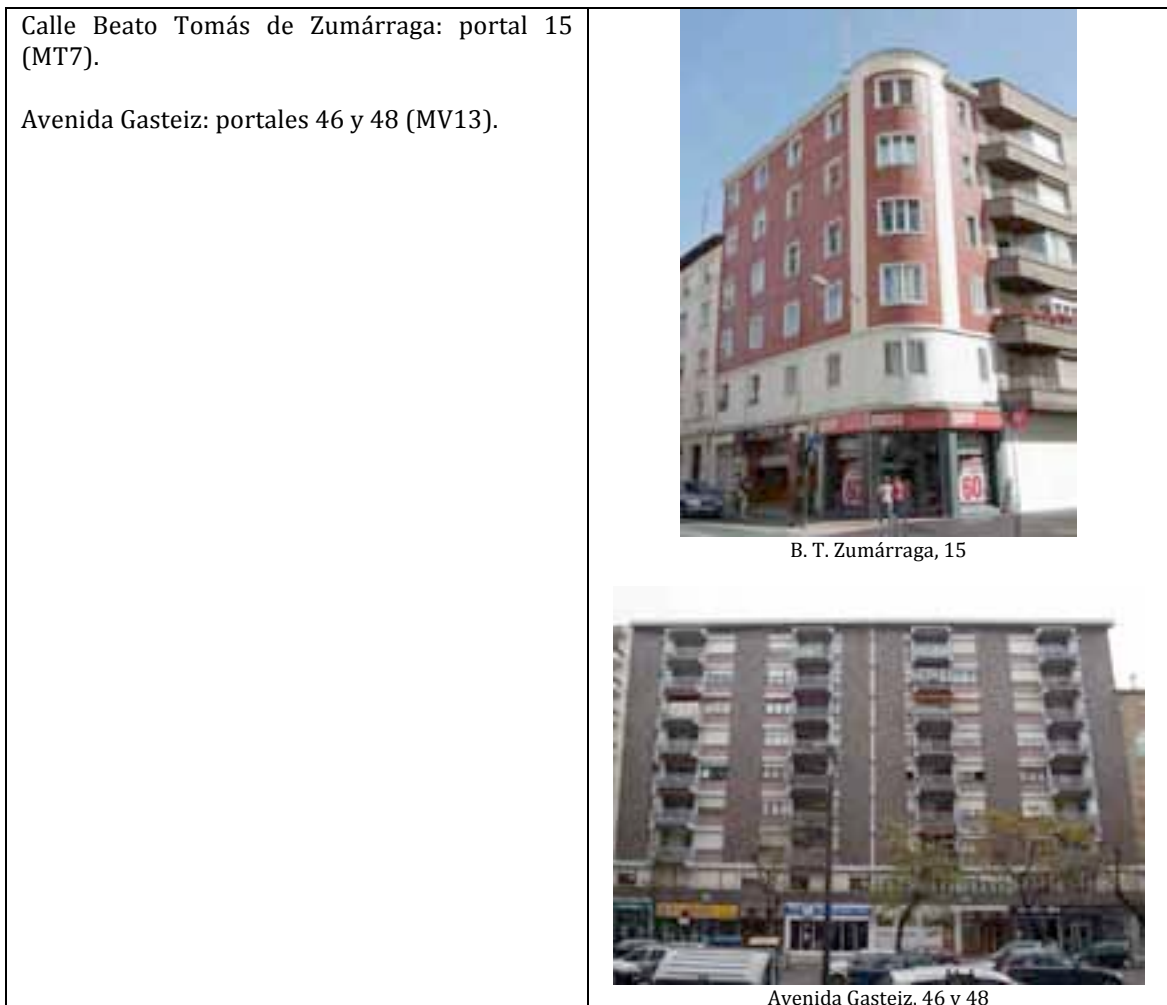 Calle Beato Tomás de Zumárraga: portal 15
(MT7).
Avenida Gasteiz: portales 46 y 48 (MV13).
60
B. T. Zumárraga, 15
Avenida Gasteiz, 46 y 48